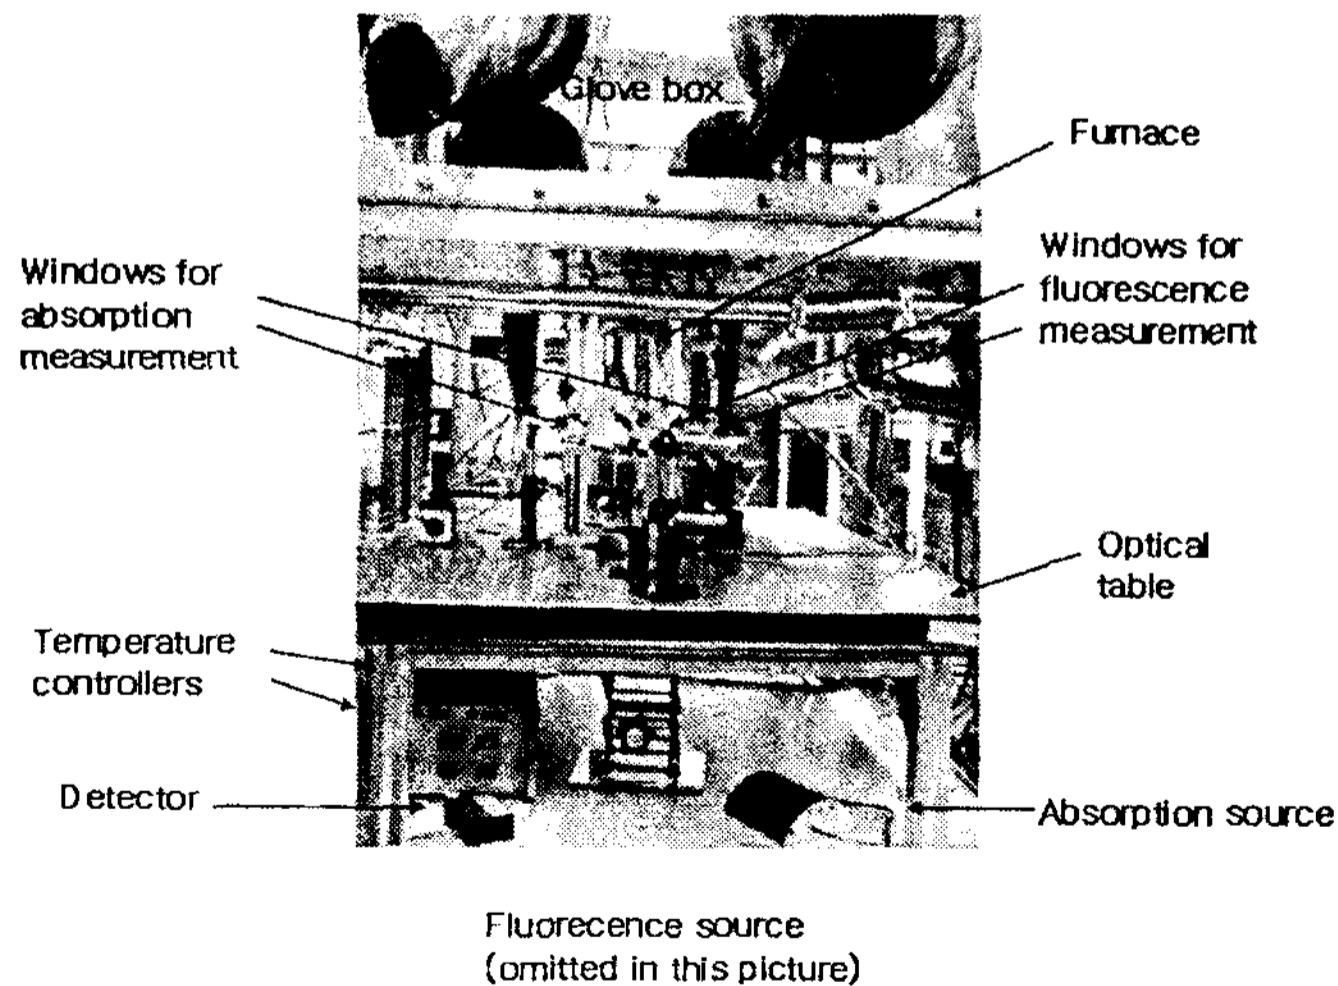 Glove box
Furnace
Windows for
fluorescence
measurement
Windows for
absorption
measurement
Optical
table
Temperature
controllers
Detector
Absorption source
Fluorecence source
(omitted in this picture)